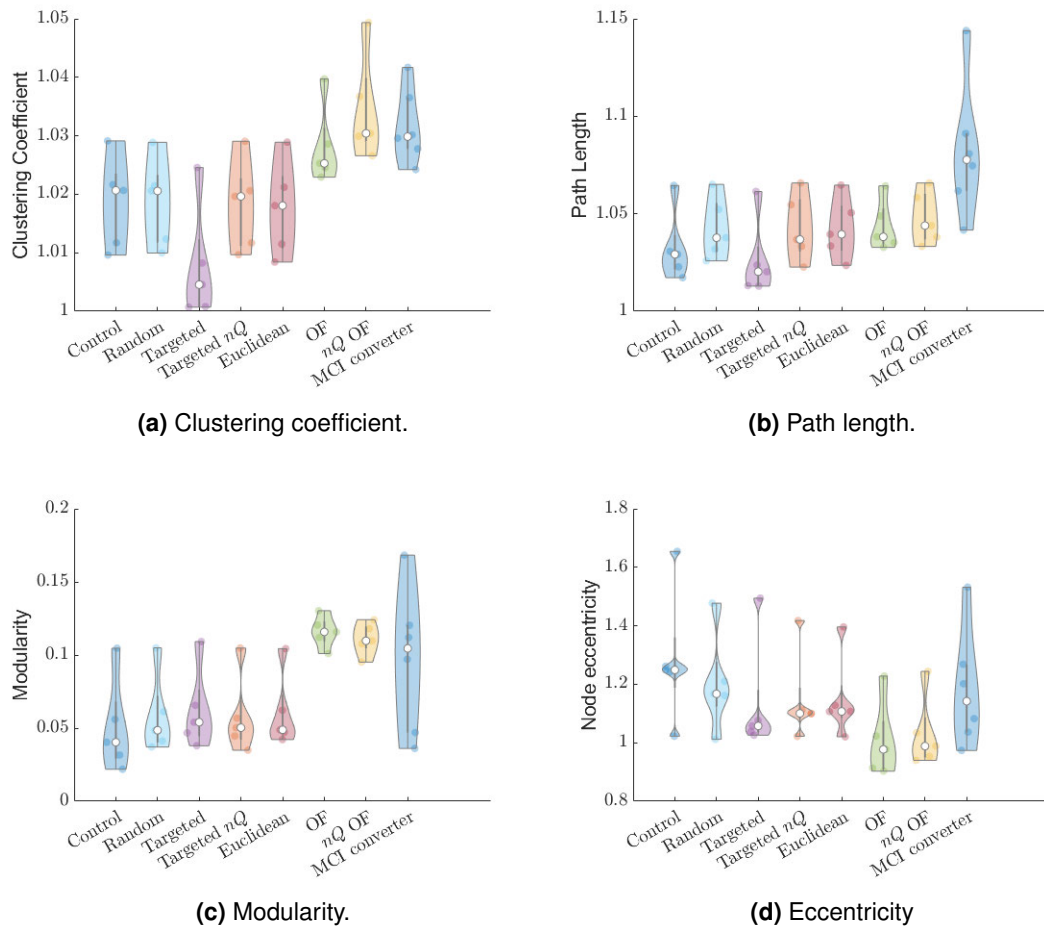 1.05
1.04
1.03
1.02
1.01
1
Clustering Coefficient
Control
Random
Targeted
Targeted nQ
Euclidean
OF
nQ OF
MCI converter
(a) Clustering coefficient.
1.15
1.1
1.05
1
Path Length
Control
Random
Targeted
Targeted nQ
Euclidean
OF
nQ OF
MCI converter
(b) Path length.
0.2
0.15
0.1
0.05
0
Modularity
Control
Random
Targeted
Targeted nQ
Euclidean
OF
nQ OF
MCI converter
(c) Modularity.
1.8
1.6
1.4
1.2
1
0.8
Node eccentricity
Control
Random
Targeted
Targeted nQ
Euclidean
OF
nQ OF
MCI converter
(d) Eccentricity